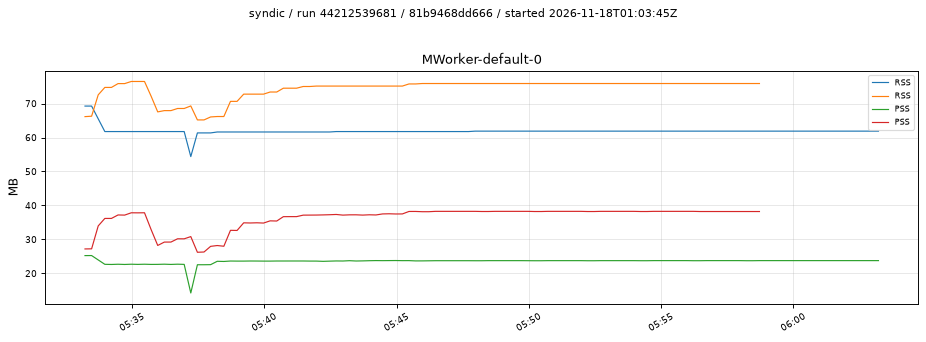 syndic / run 44212539681 / 81b9468dd666 / started 2026-11-18T01:03:45Z
MWorker-default-0
MB
70
60
50
40
30
20
RSS
RSS
PSS
PSS
05:35
05:40
05:45
05:50
05:55
06:00